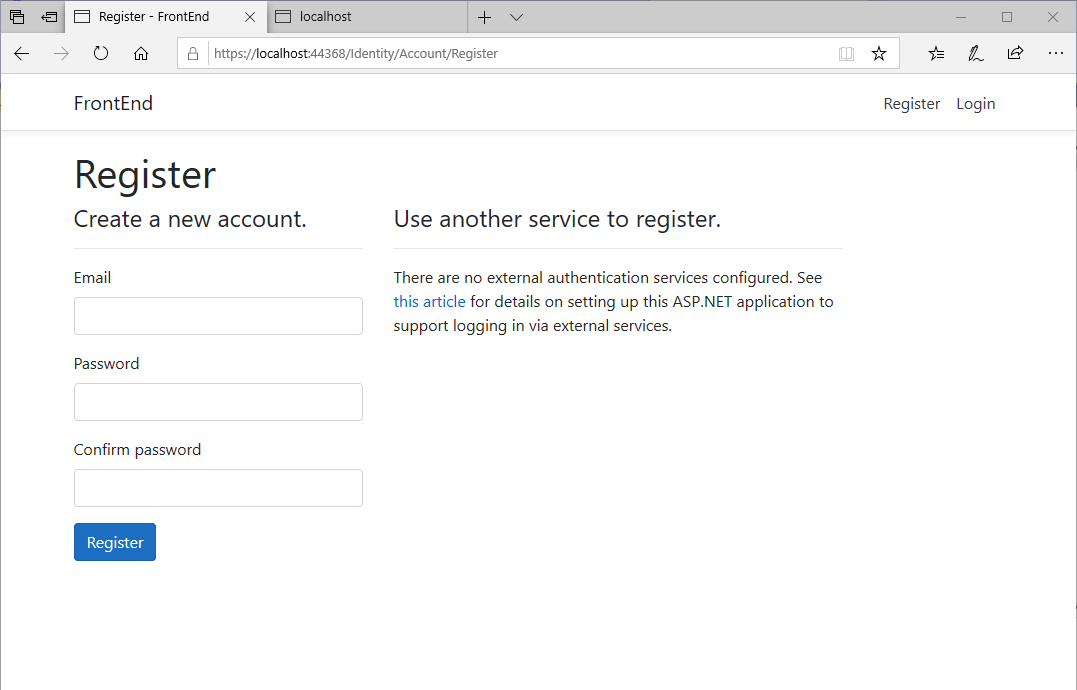 Register - FrontEnd
localhost
https://localhost:44368/Identity/Account/Register
FrontEnd
Register
Login
Register
Create a new account.
Email
Password
Confirm password
Register
Use another service to register.
There are no external authentication services configured. See
this article for details on setting up this ASP.NET application to
support logging in via external services.